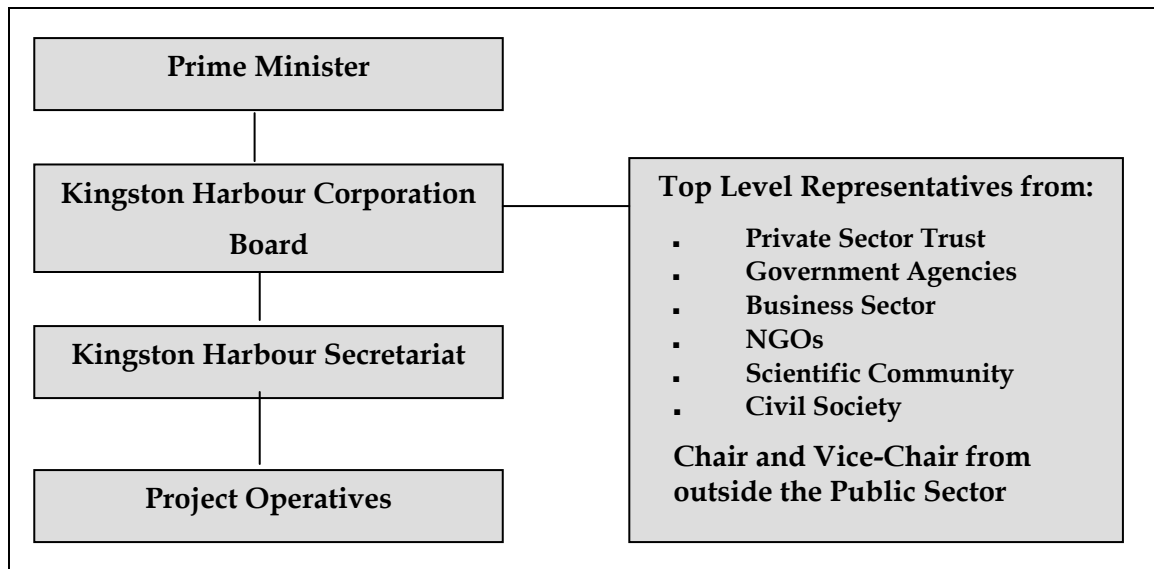 Prime Minister
Kingston Harbour Corporation
Board
Kingston Harbour Secretariat
Project Operatives
Top Level Representatives from:
▪ Private Sector Trust
▪ Government Agencies
▪ Business Sector
▪ NGOs
▪ Scientific Community
▪ Civil Society
Chair and Vice-Chair from
outside the Public Sector